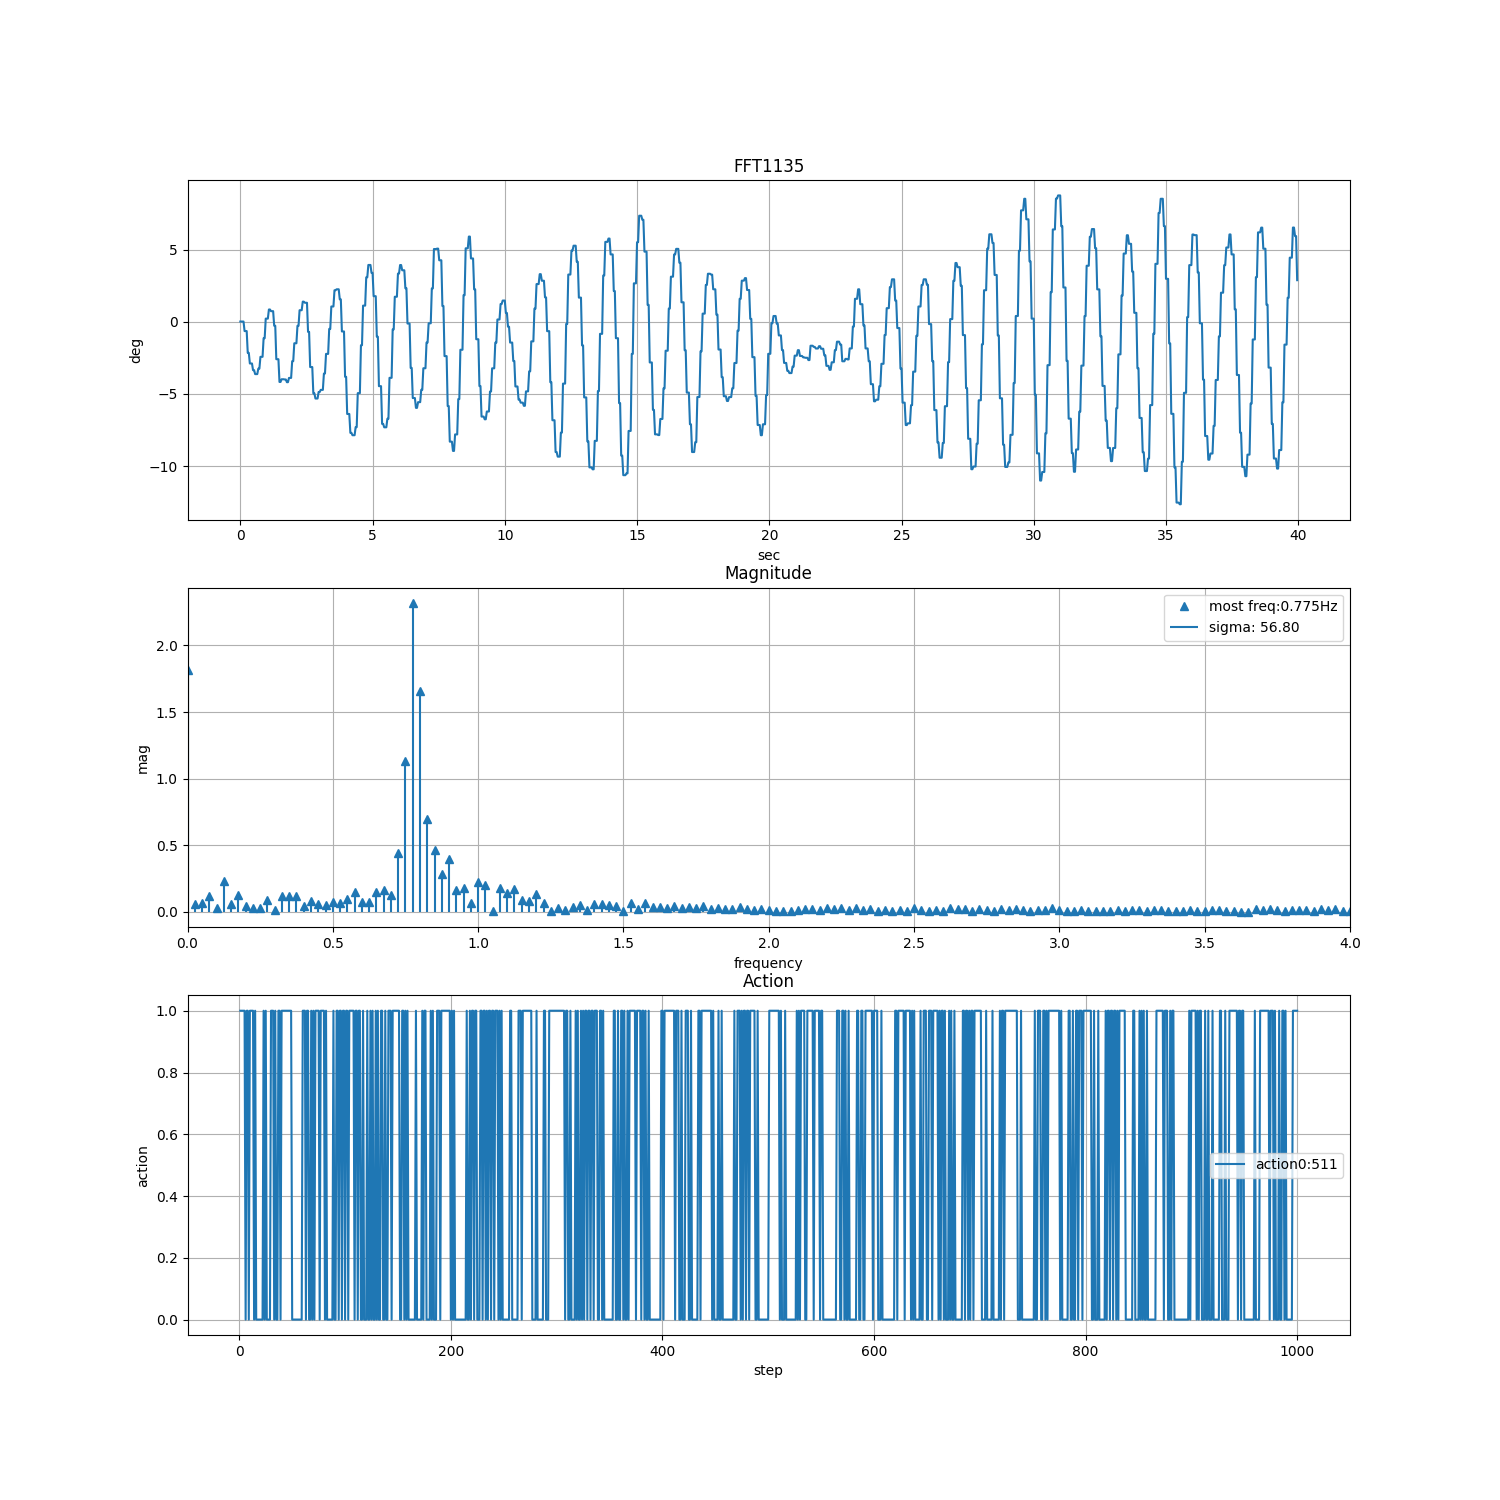 FFT1135
5
0
−5
−10
deg
0 5 10 15 20 25 30 35 40
sec
Magnitude
most freq:0.775Hz
sigma: 56.80
2.0
1.5
1.0
0.5
0.0
mag
0.0 0.5 1.0 1.5 2.0 2.5 3.0 3.5 4.0
frequency
Action
1.0
0.8
0.6
0.4
0.2
0.0
action
action0:511
0 200 400 600 800 1000
step